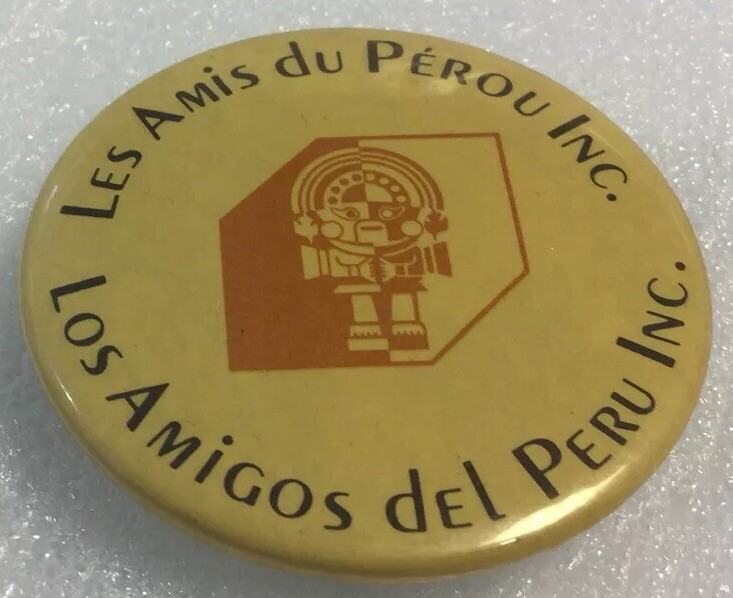 Les Amis du Pérou Inc.
Los Amigos del Peru Inc.